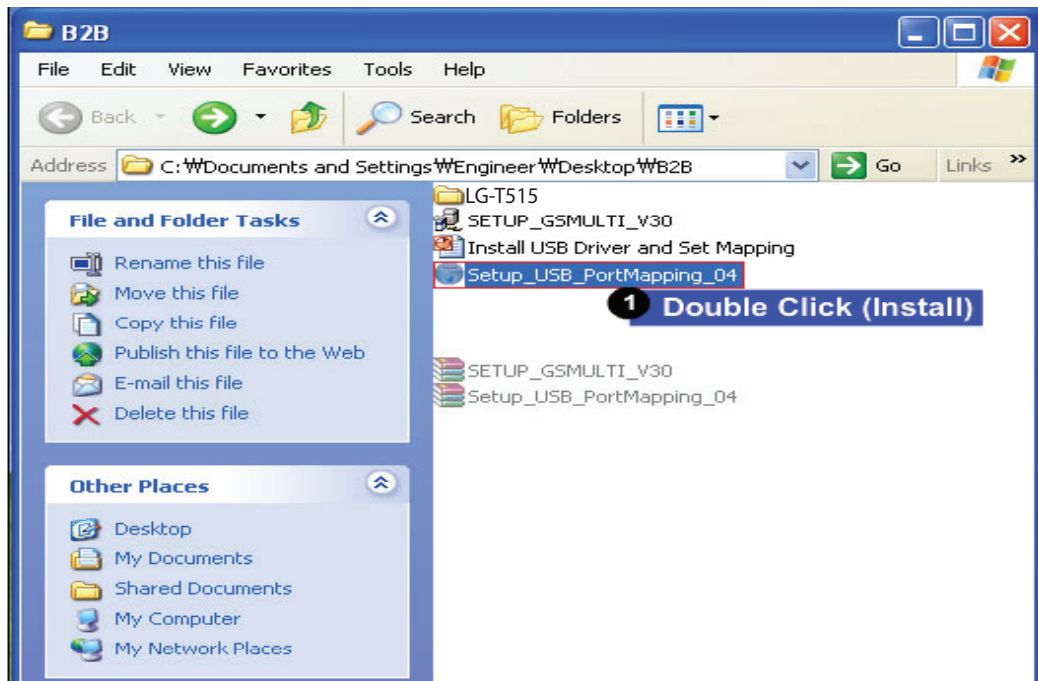 B2B
File Edit View Favorites Tools Help
Back Search Folders
Address C:₩Documents and Settings₩Engineer₩Desktop₩B2B Go Links »
File and Folder Tasks
Rename this file
Move this file
Copy this file
Publish this file to the Web
E-mail this file
Delete this file
Other Places
Desktop
My Documents
Shared Documents
My Computer
My Network Places
LG-T515
SETUP_GSMULTI_V30
Install USB Driver and Set Mapping
Setup_USB_PortMapping_04
1 Double Click (Install)
SETUP_GSMULTI_V30
Setup_USB_PortMapping_04